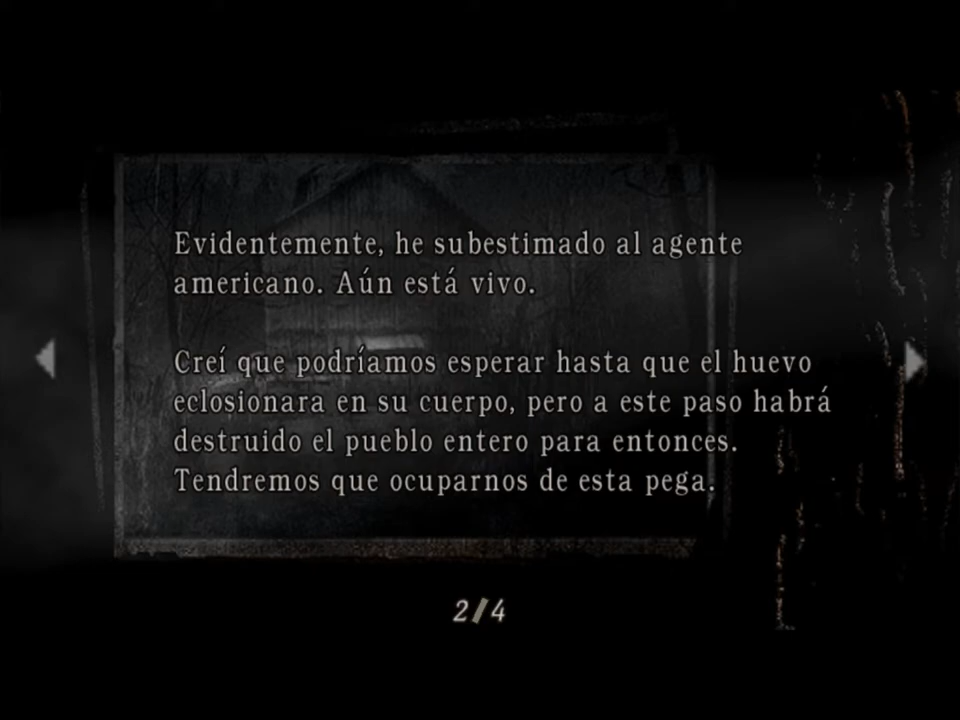 Evidentemente, he subestimado al agente
americano. Aún está vivo.
Creí que podríamos esperar hasta que el huevo
eclosionara en su cuerpo, pero a este paso habrá
destruido el pueblo entero para entonces.
Tendremos que ocuparnos de esta pega.
2/4